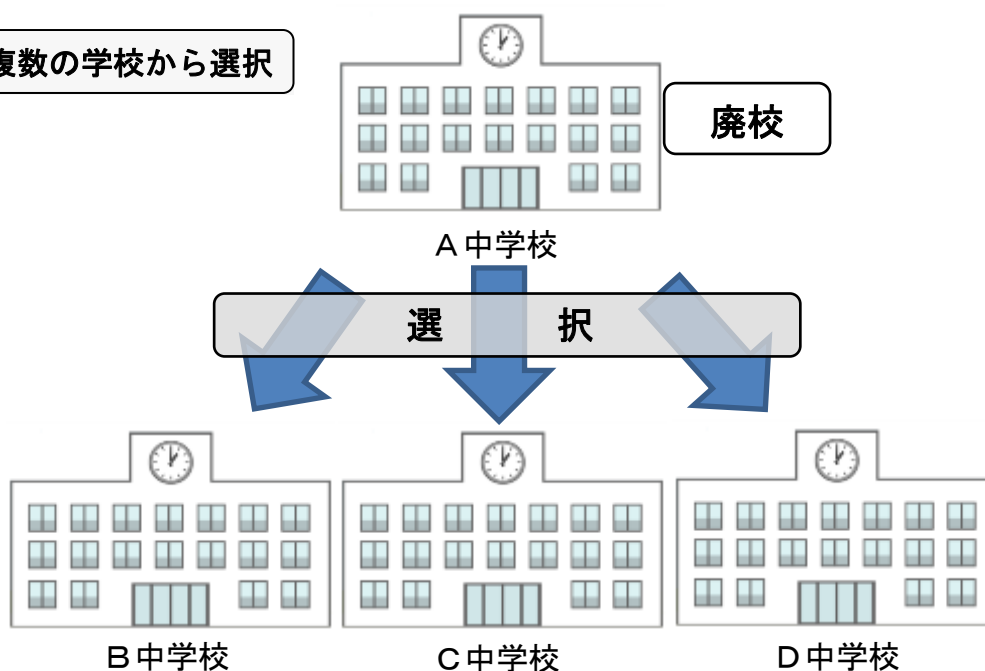 複数の学校から選択
廃校
A中学校
選　択
B中学校
C中学校
D中学校